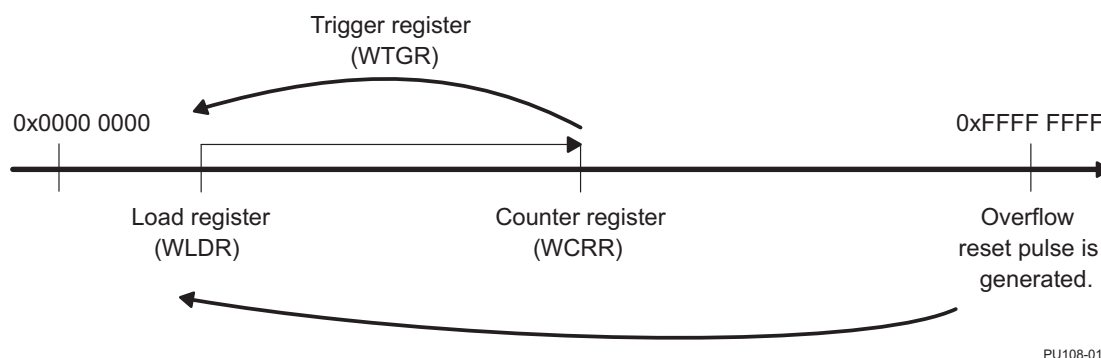 Trigger register
(WTGR)
0x0000 0000
0xFFFF FFFF
Load register
(WLDR)
Counter register
(WCRR)
Overflow
reset pulse is
generated.
PU108-01